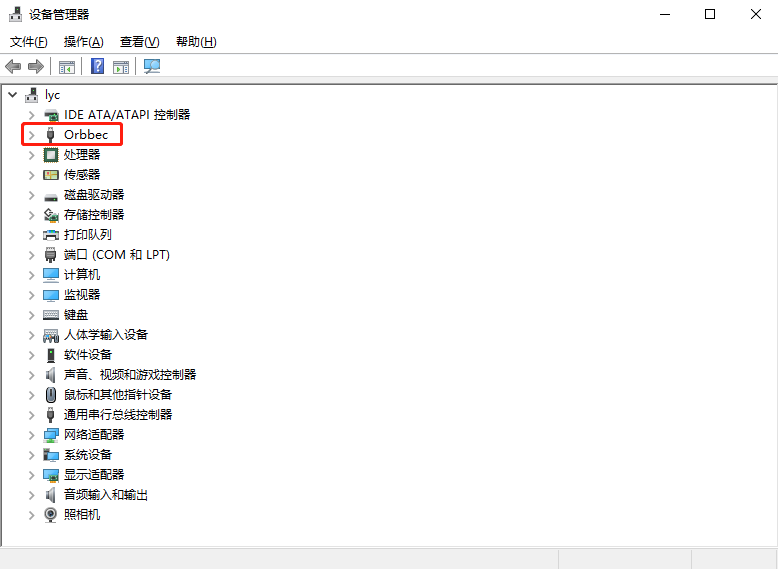 设备管理器
文件(F) 操作(A) 查看(V) 帮助(H)
lyc
IDE ATA/ATAPI 控制器
Orbbec
处理器
传感器
磁盘驱动器
存储控制器
打印队列
端口 (COM 和 LPT)
计算机
监视器
键盘
人体学输入设备
软件设备
声音、视频和游戏控制器
鼠标和其他指针设备
通用串行总线控制器
网络适配器
系统设备
显示适配器
音频输入和输出
照相机